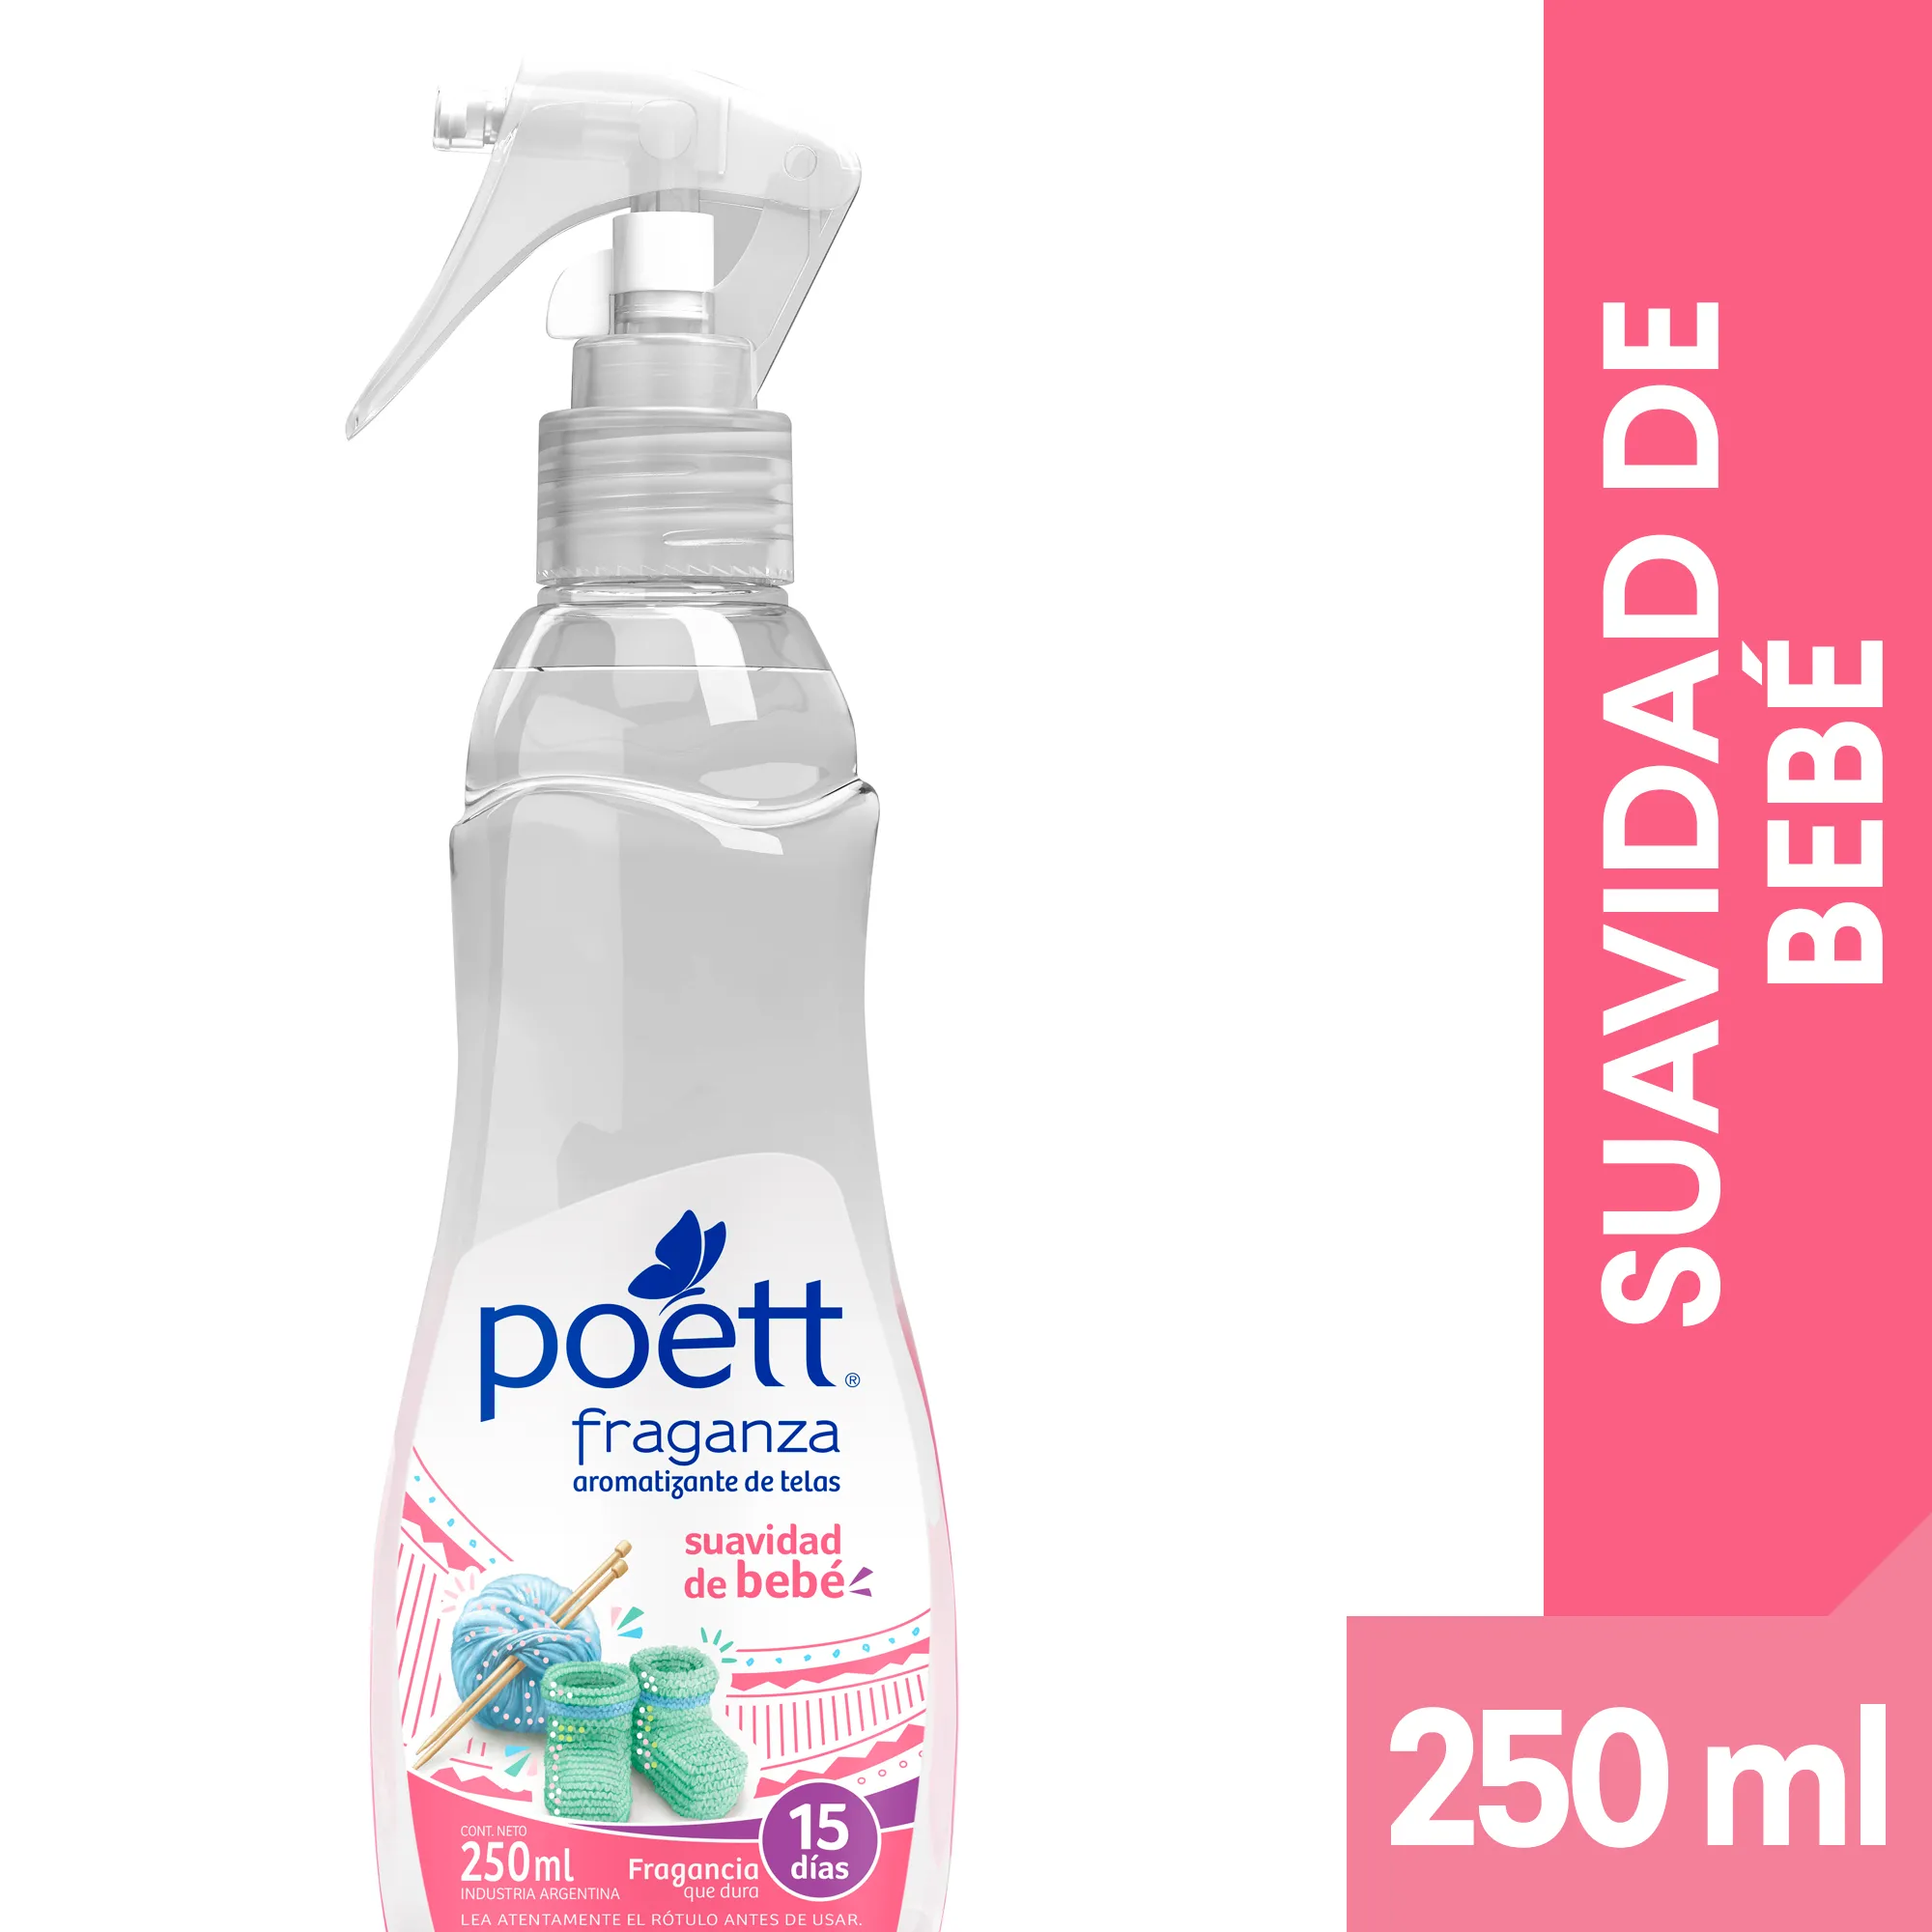 poett®
fraganza
aromatizante de telas
suavidad
de bebé
15
días
CONT. NETO
250ml
INDUSTRIA ARGENTINA
Fragancia
que dura
LEA ATENTAMENTE EL RÓTULO ANTES DE USAR.
SUAVIDAD DE
BEBÉ
250 ml